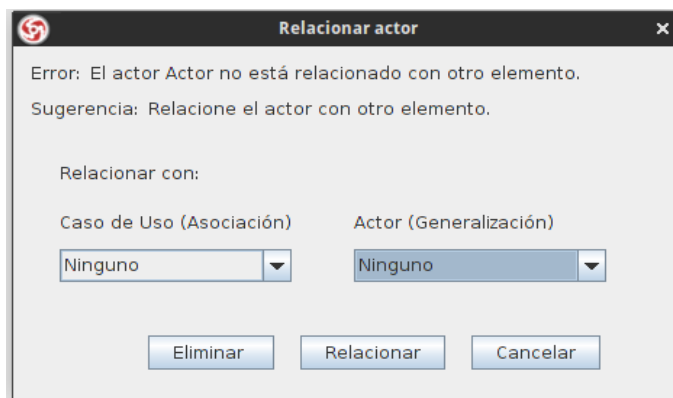 Relacionar actor
Error: El actor Actor no está relacionado con otro elemento.
Sugerencia: Relacione el actor con otro elemento.
Relacionar con:
Caso de Uso (Asociación) Actor (Generalización)
Ninguno Ninguno
Eliminar Relacionar Cancelar